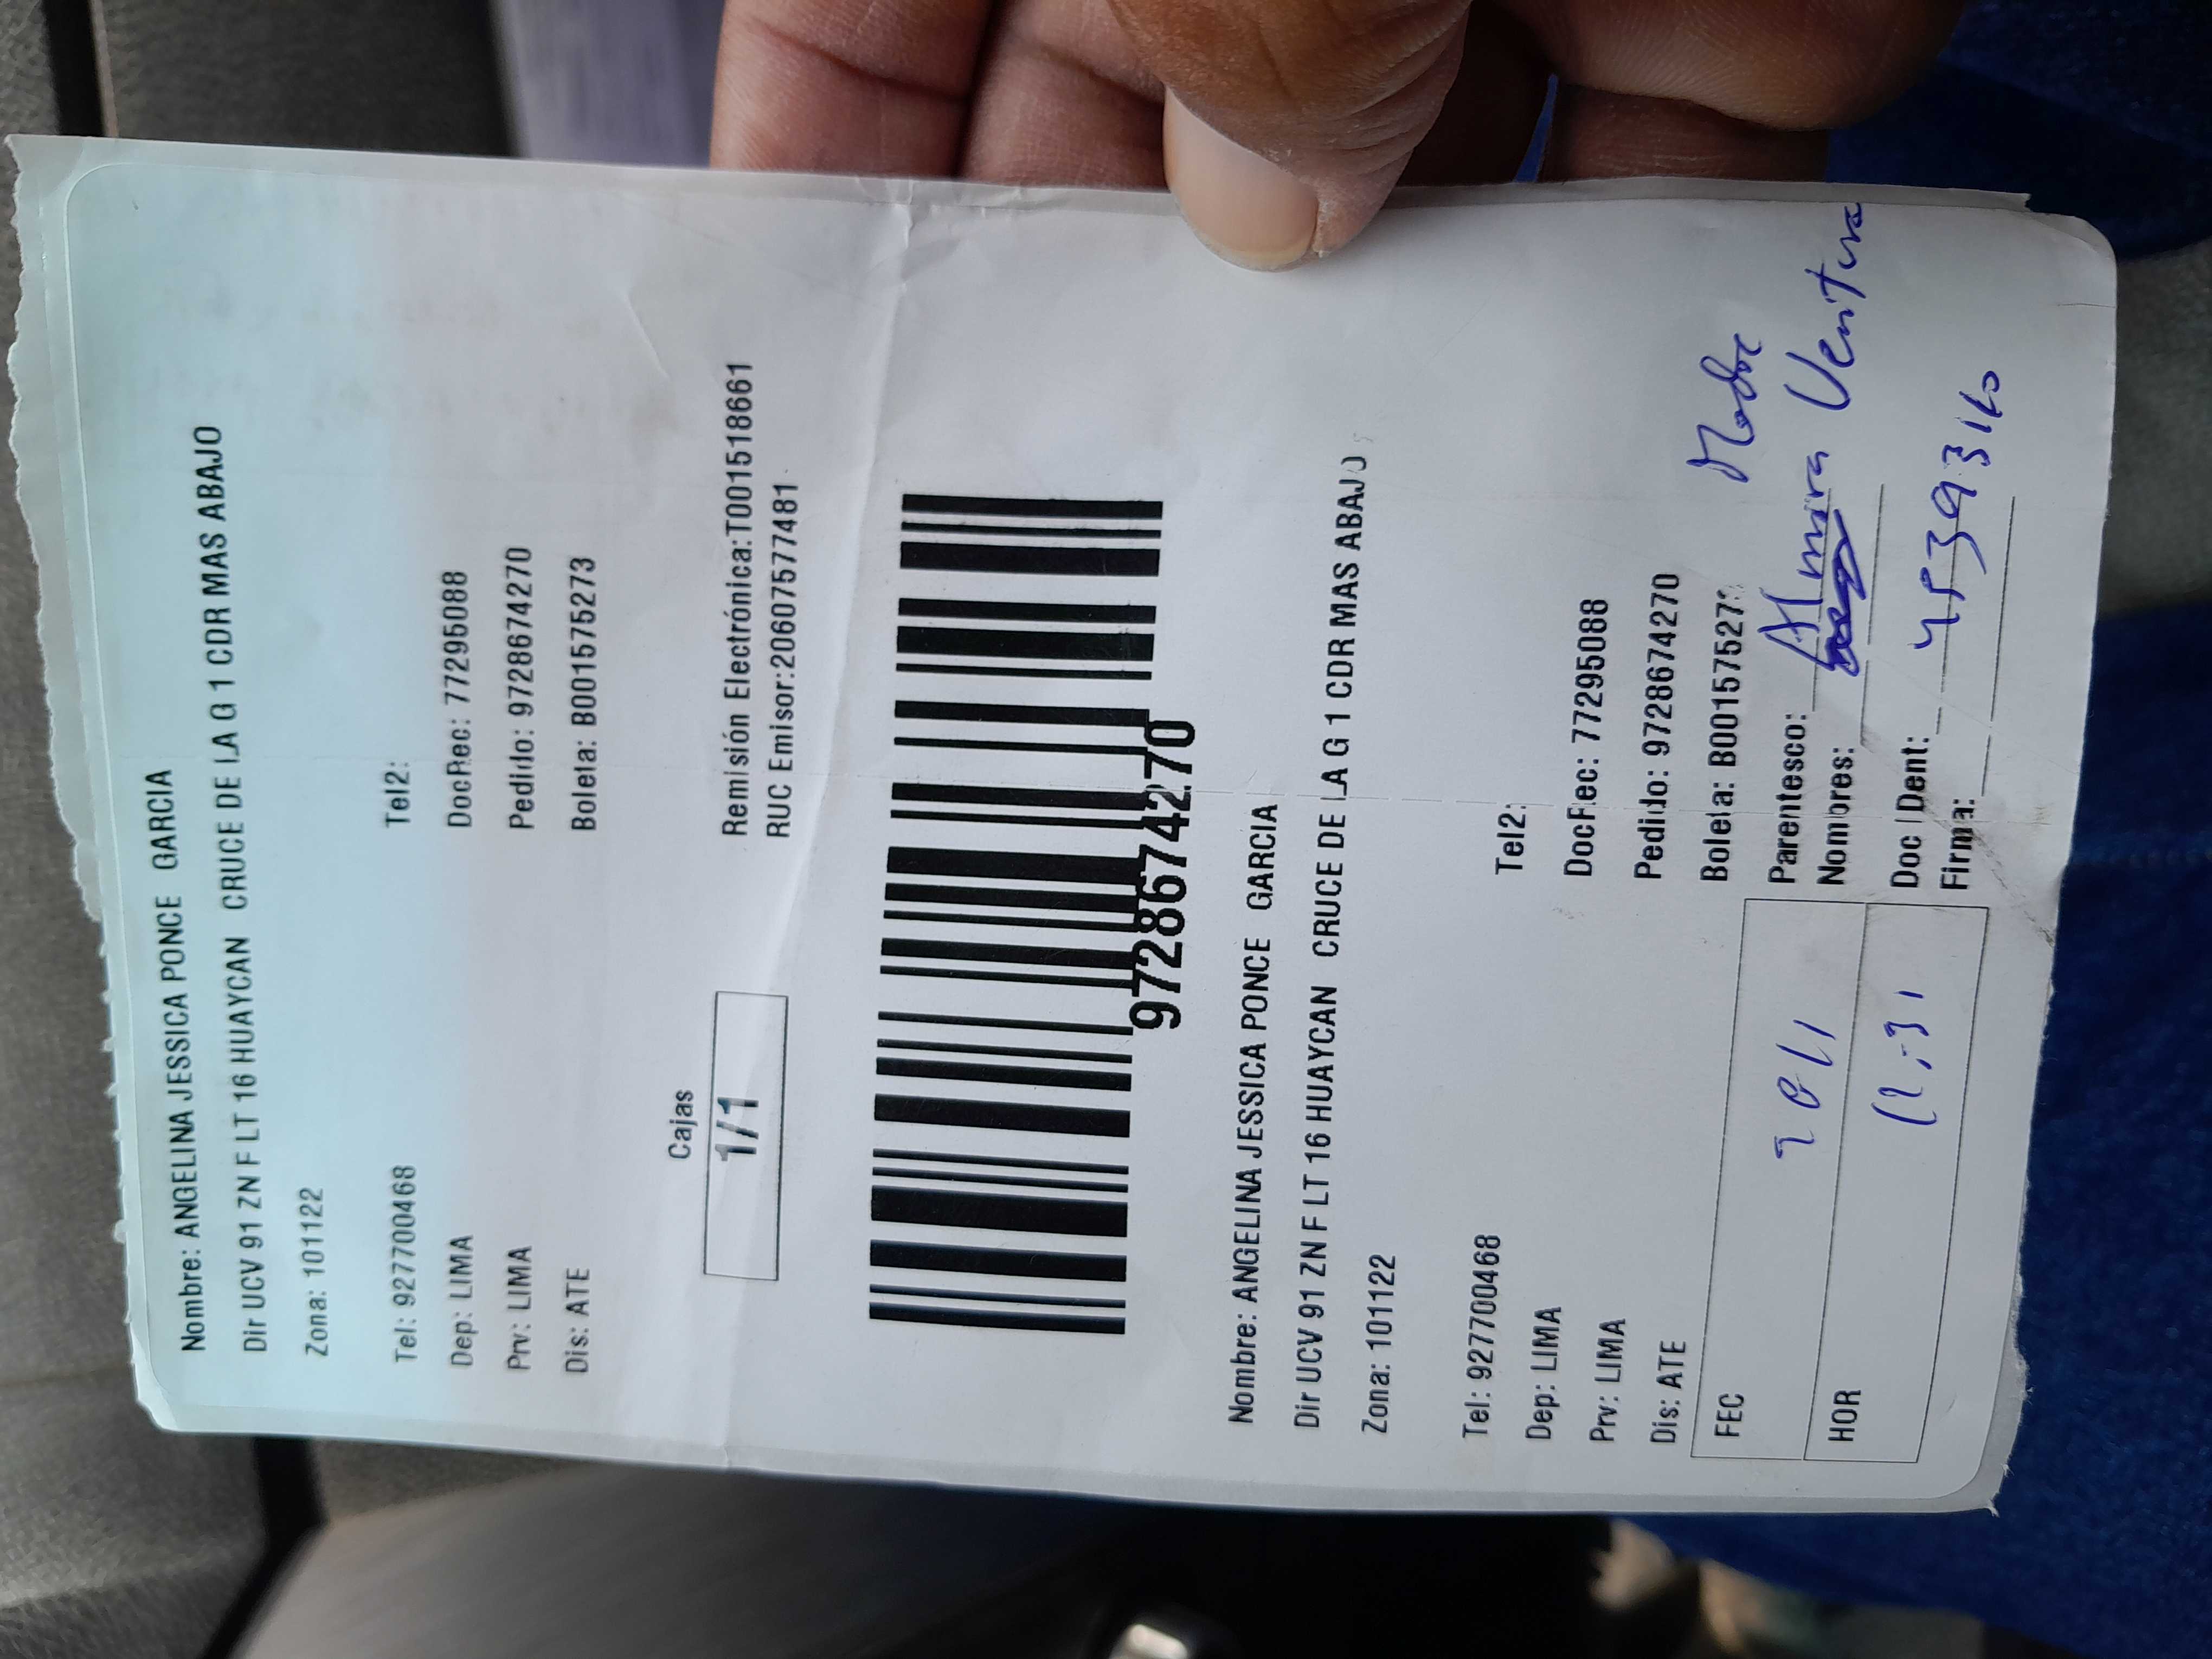 Nombre: ANGELINA JESSICA PONCE GARCIA
Dir UCV 91 ZN F LT 16 HUAYCAN CRUCE DE LA G 1 CDR MAS ABAJO
Zona: 101122
Tel: 927700468 Tel2:
Dep: LIMA DocRec: 77295088
Prv: LIMA Pedido: 9728674270
Dis: ATE Boleta: B001575273
Cajas
1/1
Remisión Electrónica:T001518661
RUC Emisor:20607577481
9728674270
Nombre: ANGELINA JESSICA PONCE GARCIA
Dir UCV 91 ZN F LT 16 HUAYCAN CRUCE DE LA G 1 CDR MAS ABAJO
Zona: 101122
Tel: 927700468 Tel2:
Dep: LIMA DocRec: 77295088
Prv: LIMA Pedido: 9728674270
Dis: ATE Boleta: B001575273
FEC
HOR
Madre
Parentesco:
Nombres: Ventura
Doc IDent:
Firma: